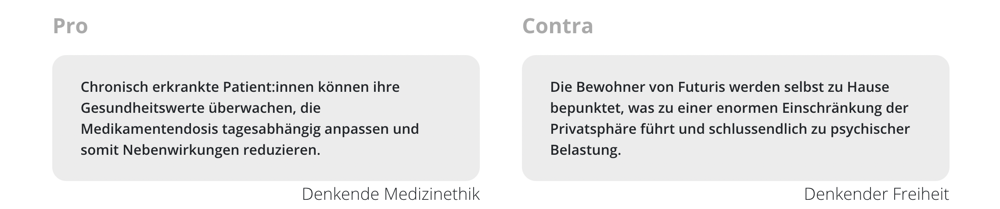 Pro
Chronisch erkrankte Patient:innen können ihre
Gesundheitswerte überwachen, die
Medikamentendosis tagesabhängig anpassen und
somit Nebenwirkungen reduzieren.
Denkende Medizinethik
Contra
Die Bewohner von Futuris werden selbst zu Hause
bepunktet, was zu einer enormen Einschränkung der
Privatsphäre führt und schlussendlich zu psychischer
Belastung.
Denkender Freiheit